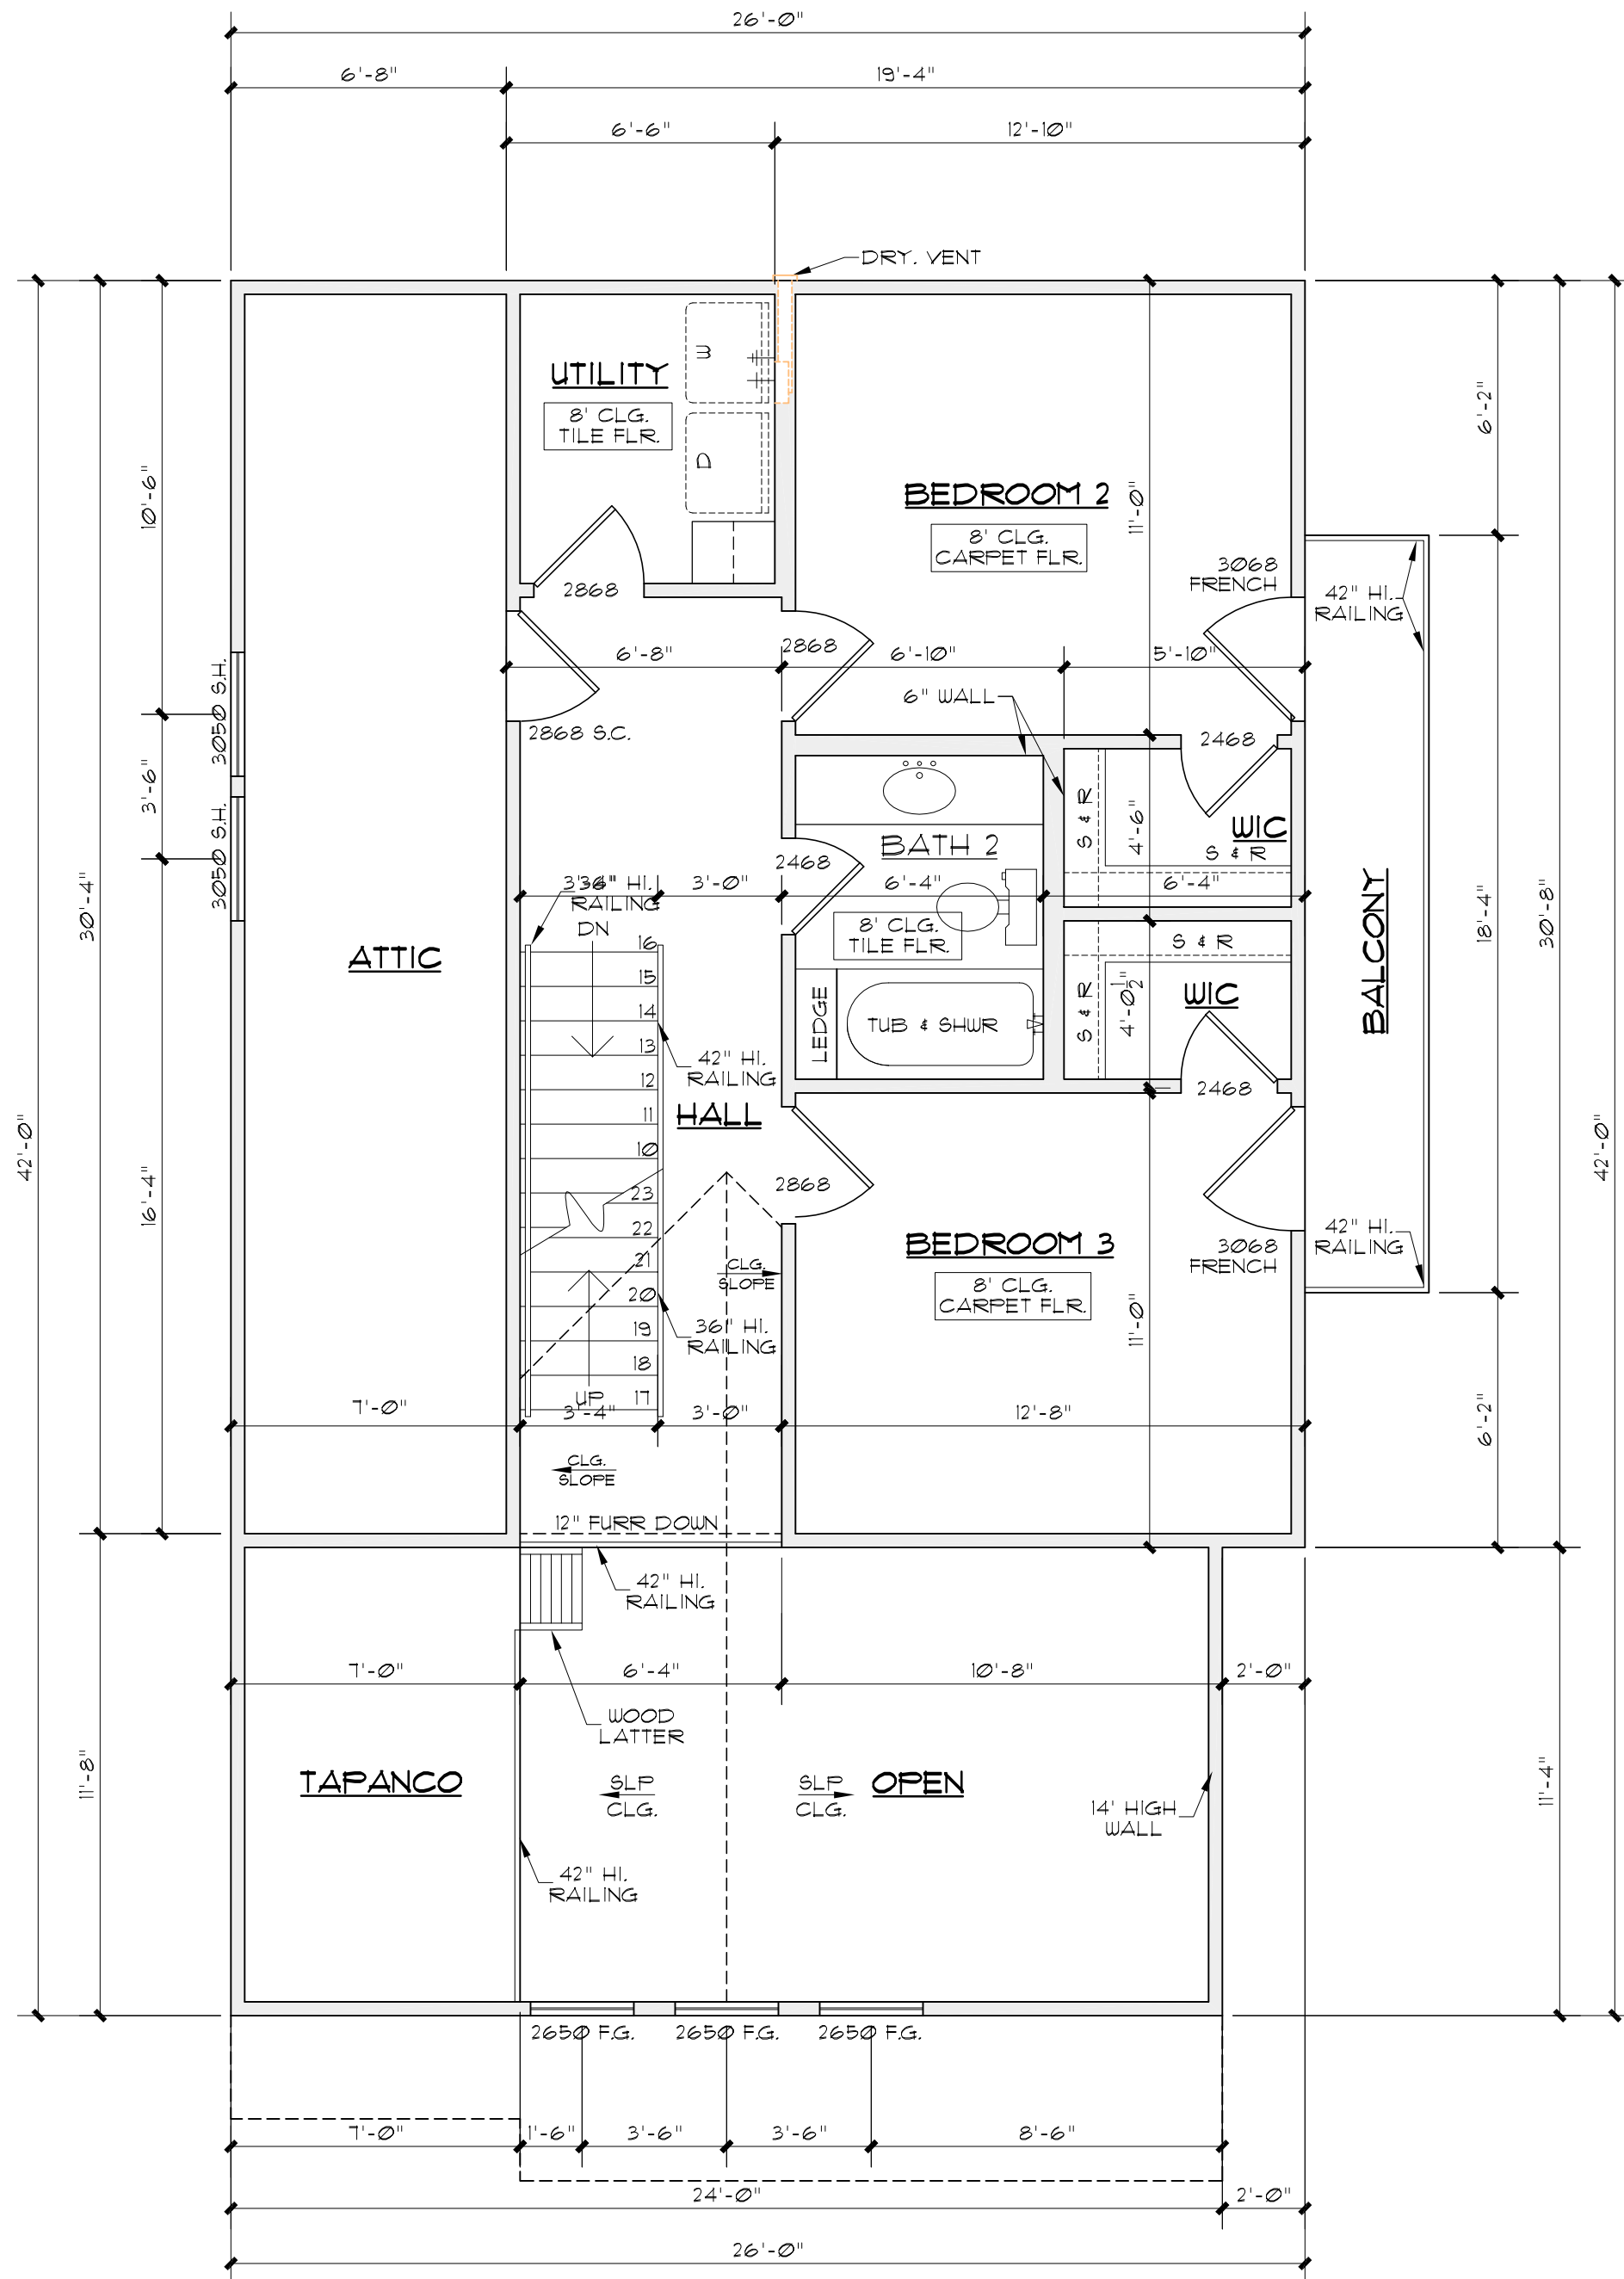 26'-0"
6'-8"
19'-4"
6'-6"
12'-10"
DRY. VENT
UTILITY
8' CLG.
TILE FLR.
W
D
2868
BEDROOM 2
8' CLG.
CARPET FLR.
11'-0"
3068
FRENCH
42" HI.
RAILING
6'-2"
10'-6"
2868
6'-8"
6'-10"
5'-10"
6" WALL
2868 S.C.
2468
3050 S.H.
3'-6"
3050 S.H.
S & R
4'-6"
WIC
S & R
BATH 2
2468
3'-0"
6'-4"
6'-4"
36" HI.
RAILING
DN
8' CLG.
TILE FLR.
30'-4"
ATTIC
BALCONY
18'-4"
30'-8"
S & R
S & R
4'-0 1/2"
WIC
LEDGE
TUB & SHWR
16
15
14
13
12
11
10
23
22
21
20
19
18
17
42" HI.
RAILING
HALL
2468
42'-0"
42'-0"
16'-4"
2868
BEDROOM 3
8' CLG.
CARPET FLR.
3068
FRENCH
42" HI.
RAILING
CLG.
SLOPE
36" HI.
RAILING
11'-0"
UP
7'-0"
3'-4"
3'-0"
12'-8"
6'-2"
CLG.
SLOPE
12" FURR DOWN
42" HI.
RAILING
7'-0"
6'-4"
10'-8"
2'-0"
WOOD
LATTER
11'-8"
TAPANCO
SLP
CLG.
SLP
CLG.
OPEN
14' HIGH
WALL
11'-4"
42" HI.
RAILING
2650 F.G.
2650 F.G.
2650 F.G.
7'-0"
1'-6"
3'-6"
3'-6"
8'-6"
24'-0"
2'-0"
26'-0"